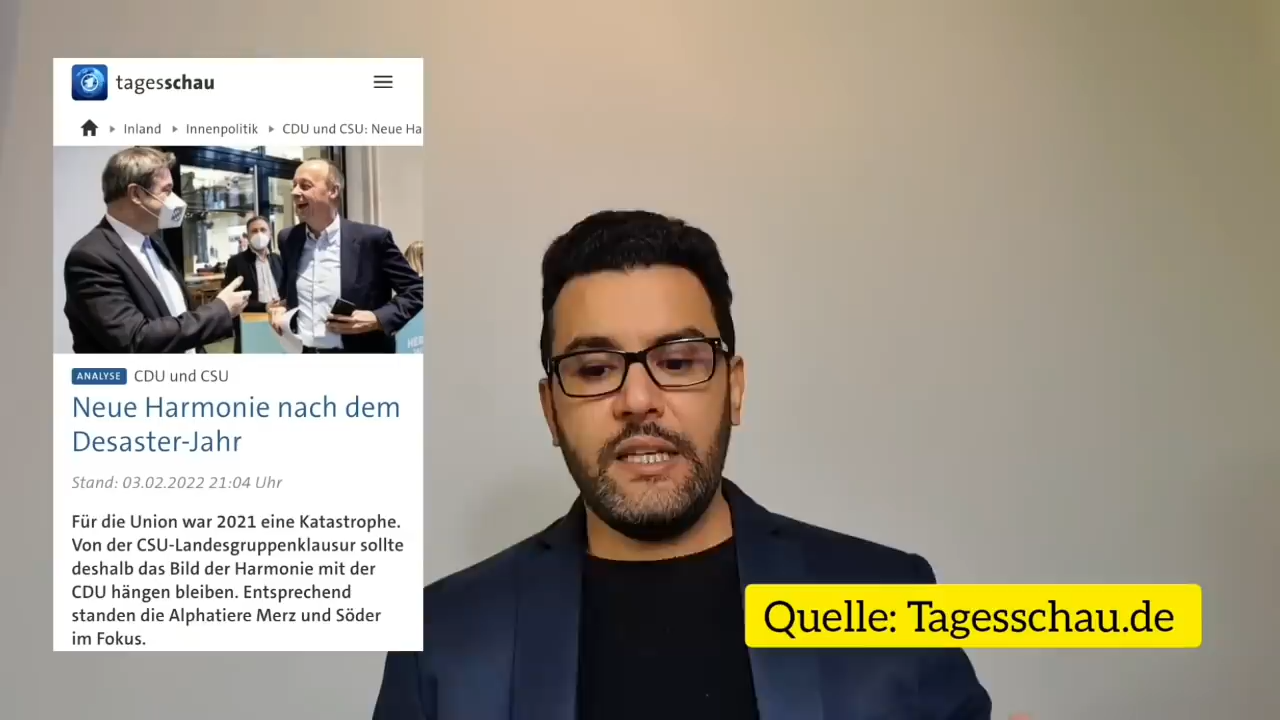 tagesschau
Inland Innenpolitik CDU und CSU: Neue Ha
ANALYSE CDU und CSU
Neue Harmonie nach dem
Desaster-Jahr
Stand: 03.02.2022 21:04 Uhr
Für die Union war 2021 eine Katastrophe.
Von der CSU-Landesgruppenklausur sollte
deshalb das Bild der Harmonie mit der
CDU hängen bleiben. Entsprechend
standen die Alphatiere Merz und Söder
im Fokus.
Quelle: Tagesschau.de